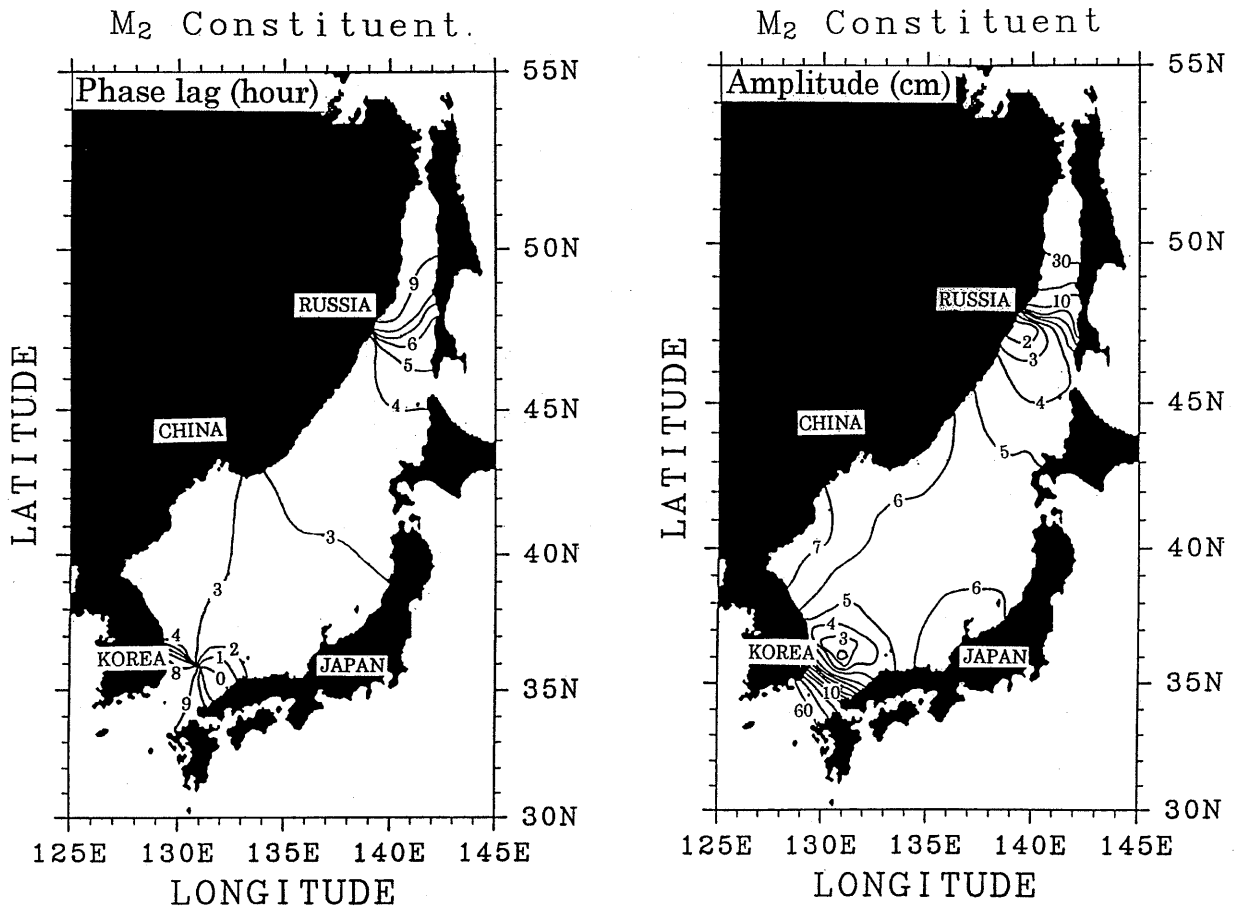 M₂ Constituent.
Phase lag (hour)
55N
50N
45N
40N
35N
30N
RUSSIA
CHINA
KOREA
JAPAN
9
6
5
4
3
3
4
2
1
0
8
9
LATITUDE
125E 130E 135E 140E 145E
LONGITUDE
M₂ Constituent
Amplitude (cm)
55N
50N
45N
40N
35N
30N
RUSSIA
CHINA
KOREA
JAPAN
30
10
2
3
4
5
6
7
5
6
4
3
10
60
LATITUDE
125E 130E 135E 140E 145E
LONGITUDE